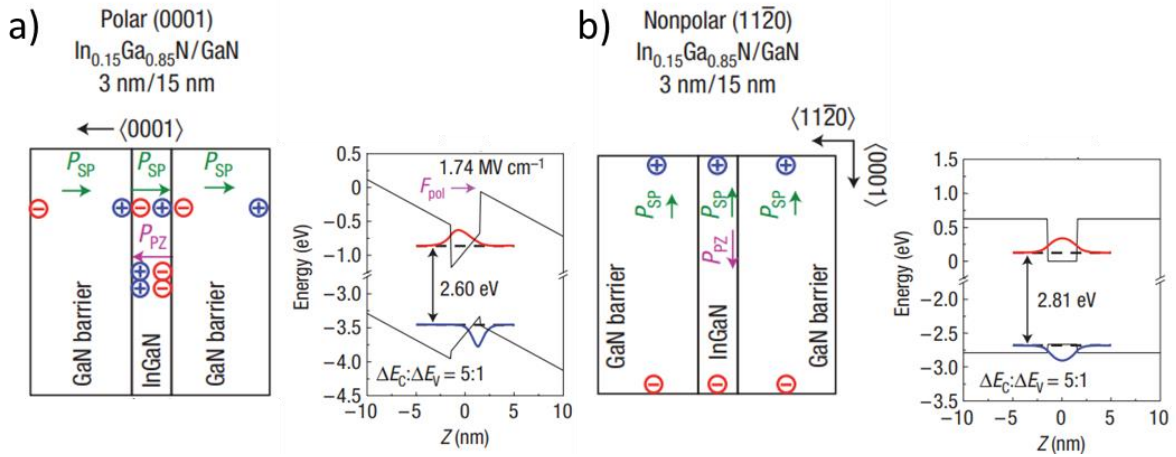 a)
Polar (0001)
In0.15Ga0.85N/GaN
3 nm/15 nm
⟨0001⟩
PSP PSP PSP
⊖ ⊕ ⊖ ⊕ ⊖ ⊕
PPZ
⊕ ⊖
⊕ ⊖
GaN barrier
InGaN
GaN barrier
1.74 MV cm⁻¹
Fpol
2.60 eV
ΔEC:ΔEV = 5:1
Energy (eV)
0.5
0
−0.5
−1.0
−3.0
−3.5
−4.0
−4.5
−10 −5 0 5 10
Z (nm)
b)
Nonpolar (112̅0)
In0.15Ga0.85N/GaN
3 nm/15 nm
⟨112̅0⟩
⟨0001⟩
⊕ ⊕ ⊕
PSP PSP PSP
PPZ
GaN barrier
InGaN
GaN barrier
⊖ ⊖ ⊖
2.81 eV
ΔEC:ΔEV = 5:1
Energy (eV)
1.5
1.0
0.5
0
−2.0
−2.5
−3.0
−3.5
−10 −5 0 5 10
Z (nm)